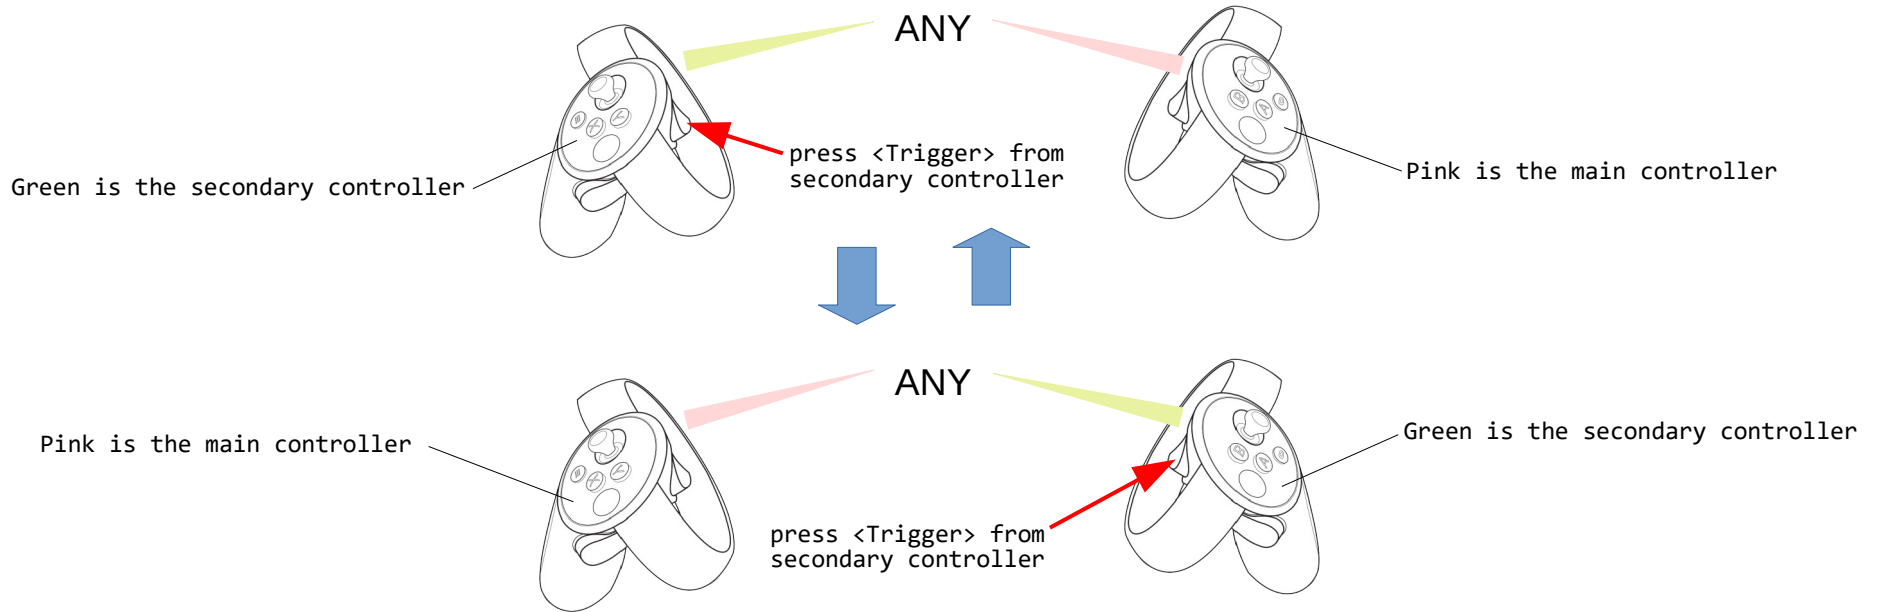 ANY
press <Trigger> from
secondary controller
Green is the secondary controller
Pink is the main controller
X
Y
B
A
ANY
Pink is the main controller
Green is the secondary controller
press <Trigger> from
secondary controller
X
Y
B
A